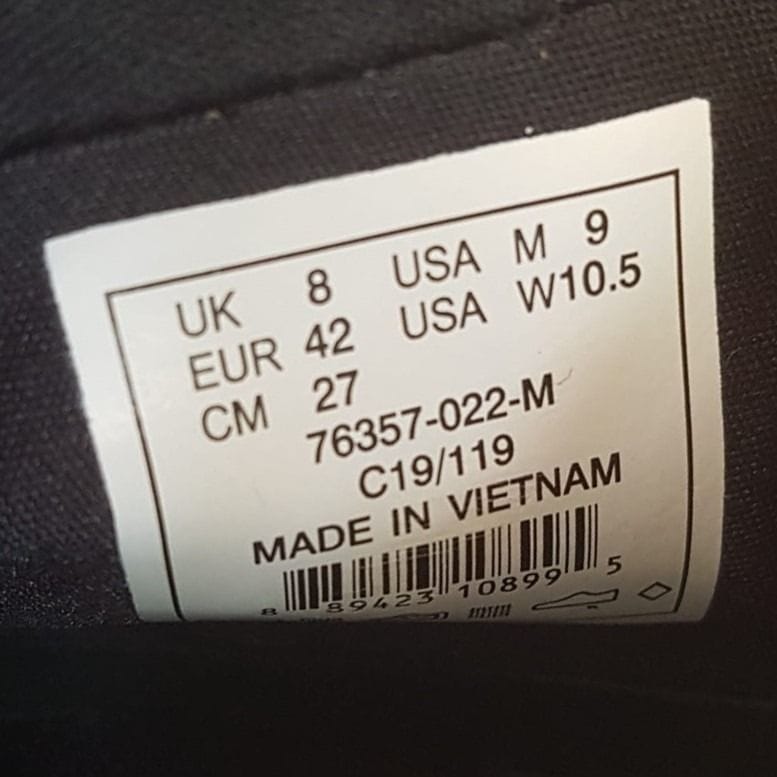 UK 8 USA M 9
EUR 42 USA W10.5
CM 27
76357-022-M
C19/119
MADE IN VIETNAM
8 89423 10899 5